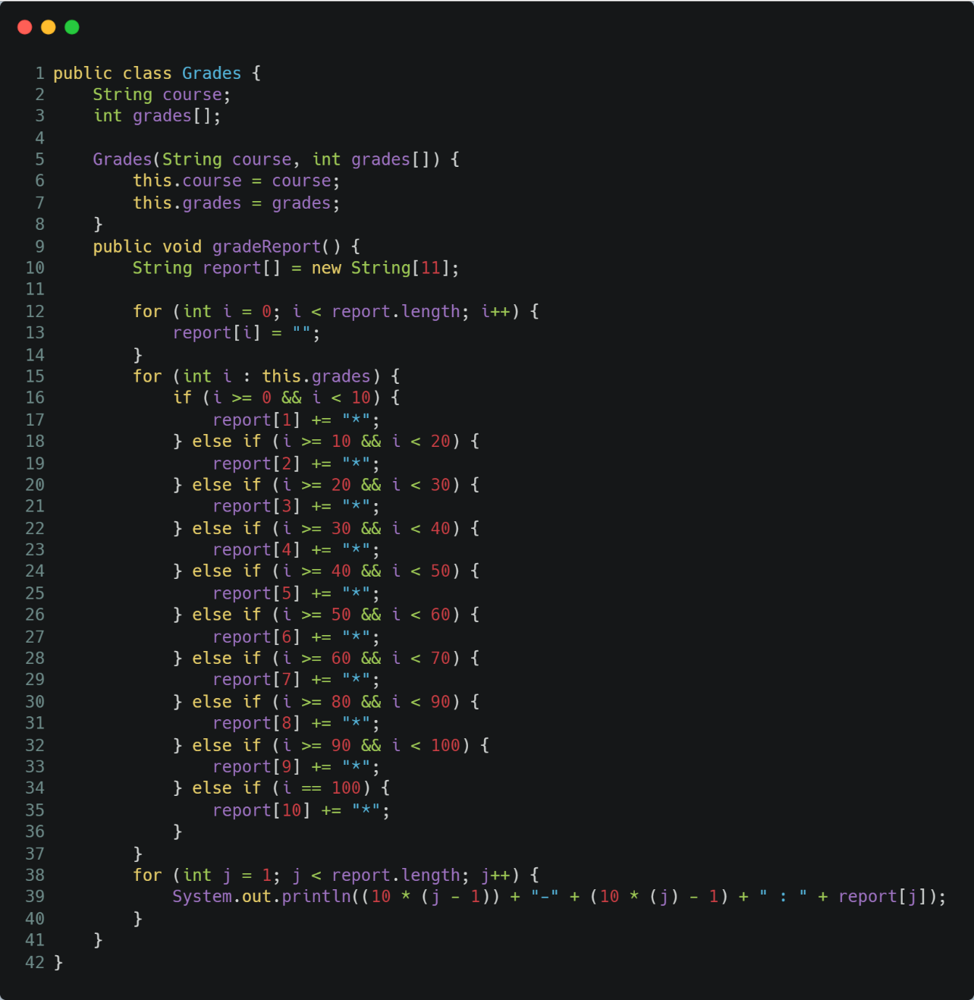 1 public class Grades {
2     String course;
3     int grades[];
4
5     Grades(String course, int grades[]) {
6         this.course = course;
7         this.grades = grades;
8     }
9     public void gradeReport() {
10         String report[] = new String[11];
11
12         for (int i = 0; i < report.length; i++) {
13             report[i] = "";
14         }
15         for (int i : this.grades) {
16             if (i >= 0 && i < 10) {
17                 report[1] += "*";
18             } else if (i >= 10 && i < 20) {
19                 report[2] += "*";
20             } else if (i >= 20 && i < 30) {
21                 report[3] += "*";
22             } else if (i >= 30 && i < 40) {
23                 report[4] += "*";
24             } else if (i >= 40 && i < 50) {
25                 report[5] += "*";
26             } else if (i >= 50 && i < 60) {
27                 report[6] += "*";
28             } else if (i >= 60 && i < 70) {
29                 report[7] += "*";
30             } else if (i >= 80 && i < 90) {
31                 report[8] += "*";
32             } else if (i >= 90 && i < 100) {
33                 report[9] += "*";
34             } else if (i == 100) {
35                 report[10] += "*";
36             }
37         }
38         for (int j = 1; j < report.length; j++) {
39             System.out.println((10 * (j - 1)) + "-" + (10 * (j) - 1) + " : " + report[j]);
40         }
41     }
42 }